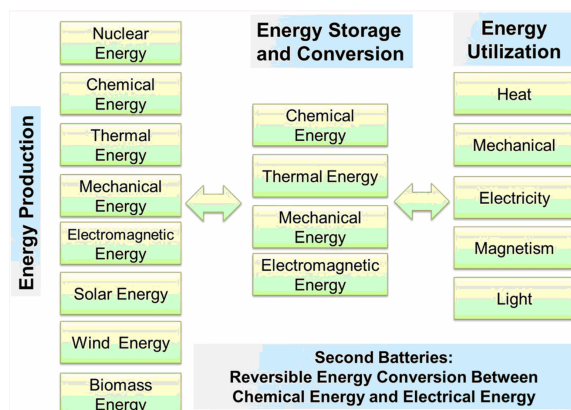 Energy Production
Nuclear
Energy
Chemical
Energy
Thermal
Energy
Mechanical
Energy
Electromagnetic
Energy
Solar Energy
Wind Energy
Biomass
Energy
Energy Storage
and Conversion
Chemical
Energy
Thermal Energy
Mechanical
Energy
Electromagnetic
Energy
Energy
Utilization
Heat
Mechanical
Electricity
Magnetism
Light
Second Batteries:
Reversible Energy Conversion Between
Chemical Energy and Electrical Energy